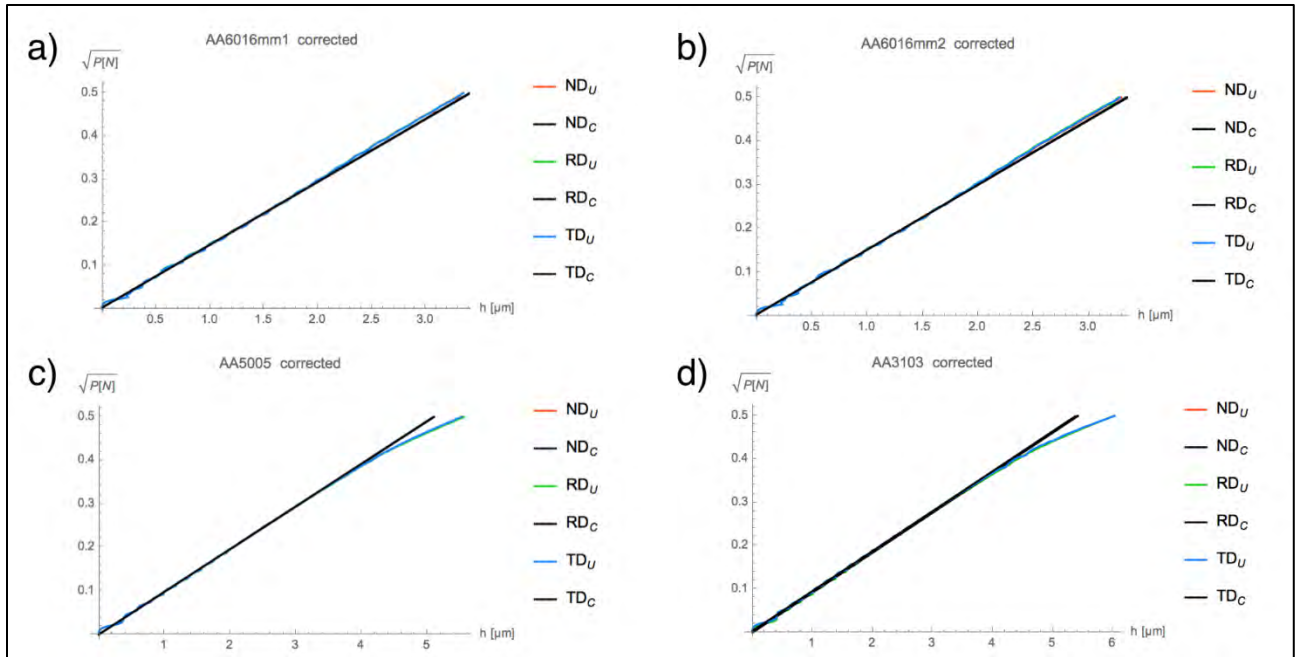 a)
AA6016mm1 corrected
√P[N]
0.5
0.4
0.3
0.2
0.1
0.5 1.0 1.5 2.0 2.5 3.0
h [μm]
ND_U
ND_C
RD_U
RD_C
TD_U
TD_C
b)
AA6016mm2 corrected
√P[N]
0.5
0.4
0.3
0.2
0.1
0.5 1.0 1.5 2.0 2.5 3.0
h [μm]
ND_U
ND_C
RD_U
RD_C
TD_U
TD_C
c)
AA5005 corrected
√P[N]
0.5
0.4
0.3
0.2
0.1
1 2 3 4 5
h [μm]
ND_U
ND_C
RD_U
RD_C
TD_U
TD_C
d)
AA3103 corrected
√P[N]
0.5
0.4
0.3
0.2
0.1
1 2 3 4 5 6
h [μm]
ND_U
ND_C
RD_U
RD_C
TD_U
TD_C